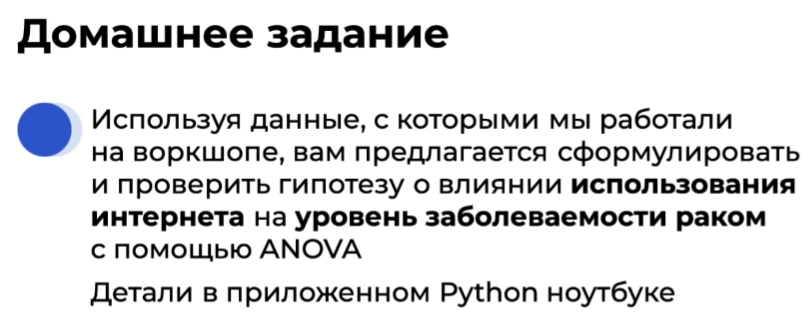 Домашнее задание
Используя данные, с которыми мы работали
на воркшопе, вам предлагается сформулировать
и проверить гипотезу о влиянии использования
интернета на уровень заболеваемости раком
с помощью ANOVA
Детали в приложенном Python ноутбуке